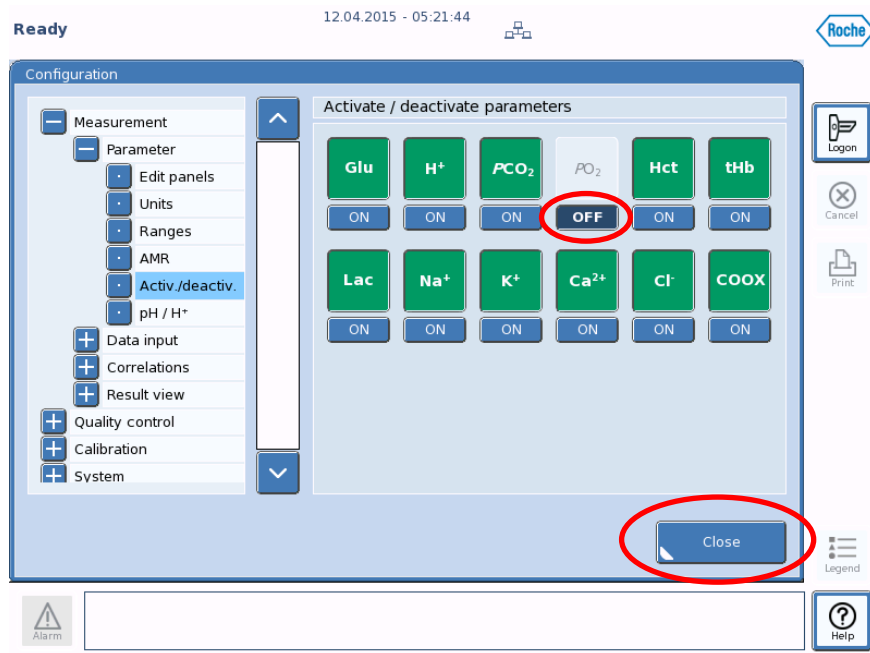 Ready
12.04.2015 - 05:21:44
Roche
Configuration
Measurement
Parameter
Edit panels
Units
Ranges
AMR
Activ./deactiv.
pH / H⁺
Data input
Correlations
Result view
Quality control
Calibration
System
Activate / deactivate parameters
Glu H⁺ PCO₂ PO₂ Hct tHb
ON ON ON OFF ON ON
Lac Na⁺ K⁺ Ca²⁺ Cl⁻ COOX
ON ON ON ON ON ON
Close
Logon
Cancel
Print
Legend
Alarm
Help